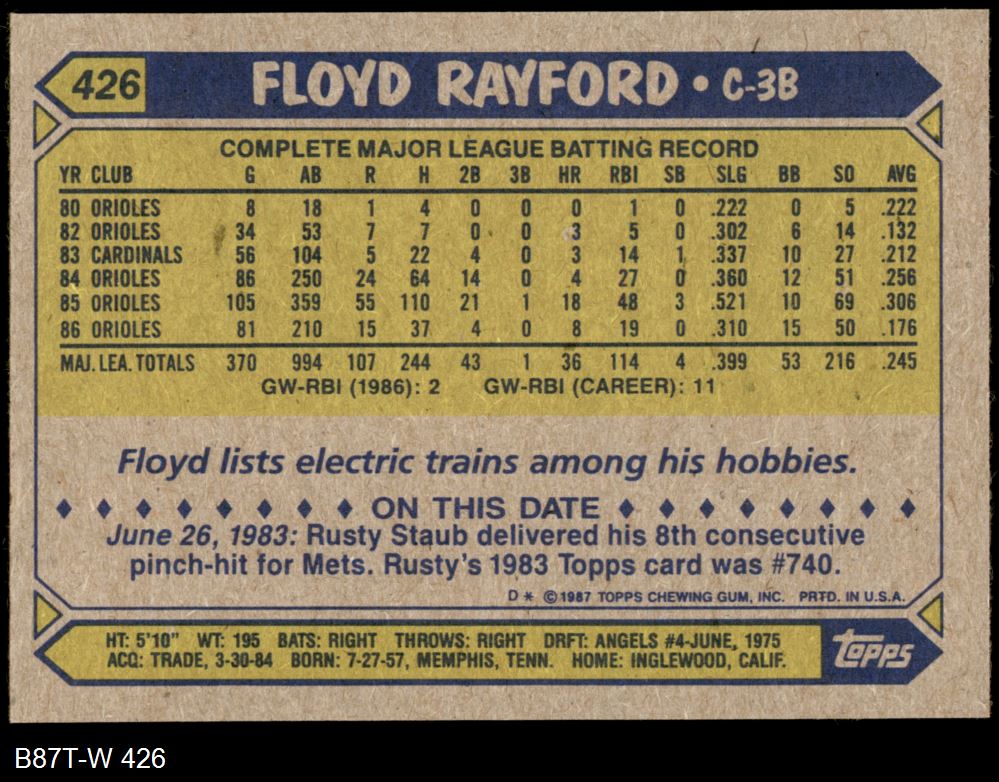 426 FLOYD RAYFORD • C-3B
COMPLETE MAJOR LEAGUE BATTING RECORD
YR CLUB G AB R H 2B 3B HR RBI SB SLG BB SO AVG
80 ORIOLES 8 18 1 4 0 0 0 1 0 .222 0 5 .222
82 ORIOLES 34 53 7 7 0 0 3 5 0 .302 6 14 .132
83 CARDINALS 56 104 5 22 4 0 3 14 1 .337 10 27 .212
84 ORIOLES 86 250 24 64 14 0 4 27 0 .360 12 51 .256
85 ORIOLES 105 359 55 110 21 1 18 48 3 .521 10 69 .306
86 ORIOLES 81 210 15 37 4 0 8 19 0 .310 15 50 .176
MAJ. LEA. TOTALS 370 994 107 244 43 1 36 114 4 .399 53 216 .245
GW-RBI (1986): 2 GW-RBI (CAREER): 11
Floyd lists electric trains among his hobbies.
♦ ♦ ♦ ♦ ♦ ♦ ♦ ♦ ON THIS DATE ♦ ♦ ♦ ♦ ♦ ♦ ♦ ♦
June 26, 1983: Rusty Staub delivered his 8th consecutive
pinch-hit for Mets. Rusty's 1983 Topps card was #740.
D* ©1987 TOPPS CHEWING GUM, INC. PRTD. IN U.S.A.
HT: 5'10" WT: 195 BATS: RIGHT THROWS: RIGHT DRFT: ANGELS #4-JUNE, 1975
ACQ: TRADE, 3-30-84 BORN: 7-27-57, MEMPHIS, TENN. HOME: INGLEWOOD, CALIF.
topps
B87T-W 426